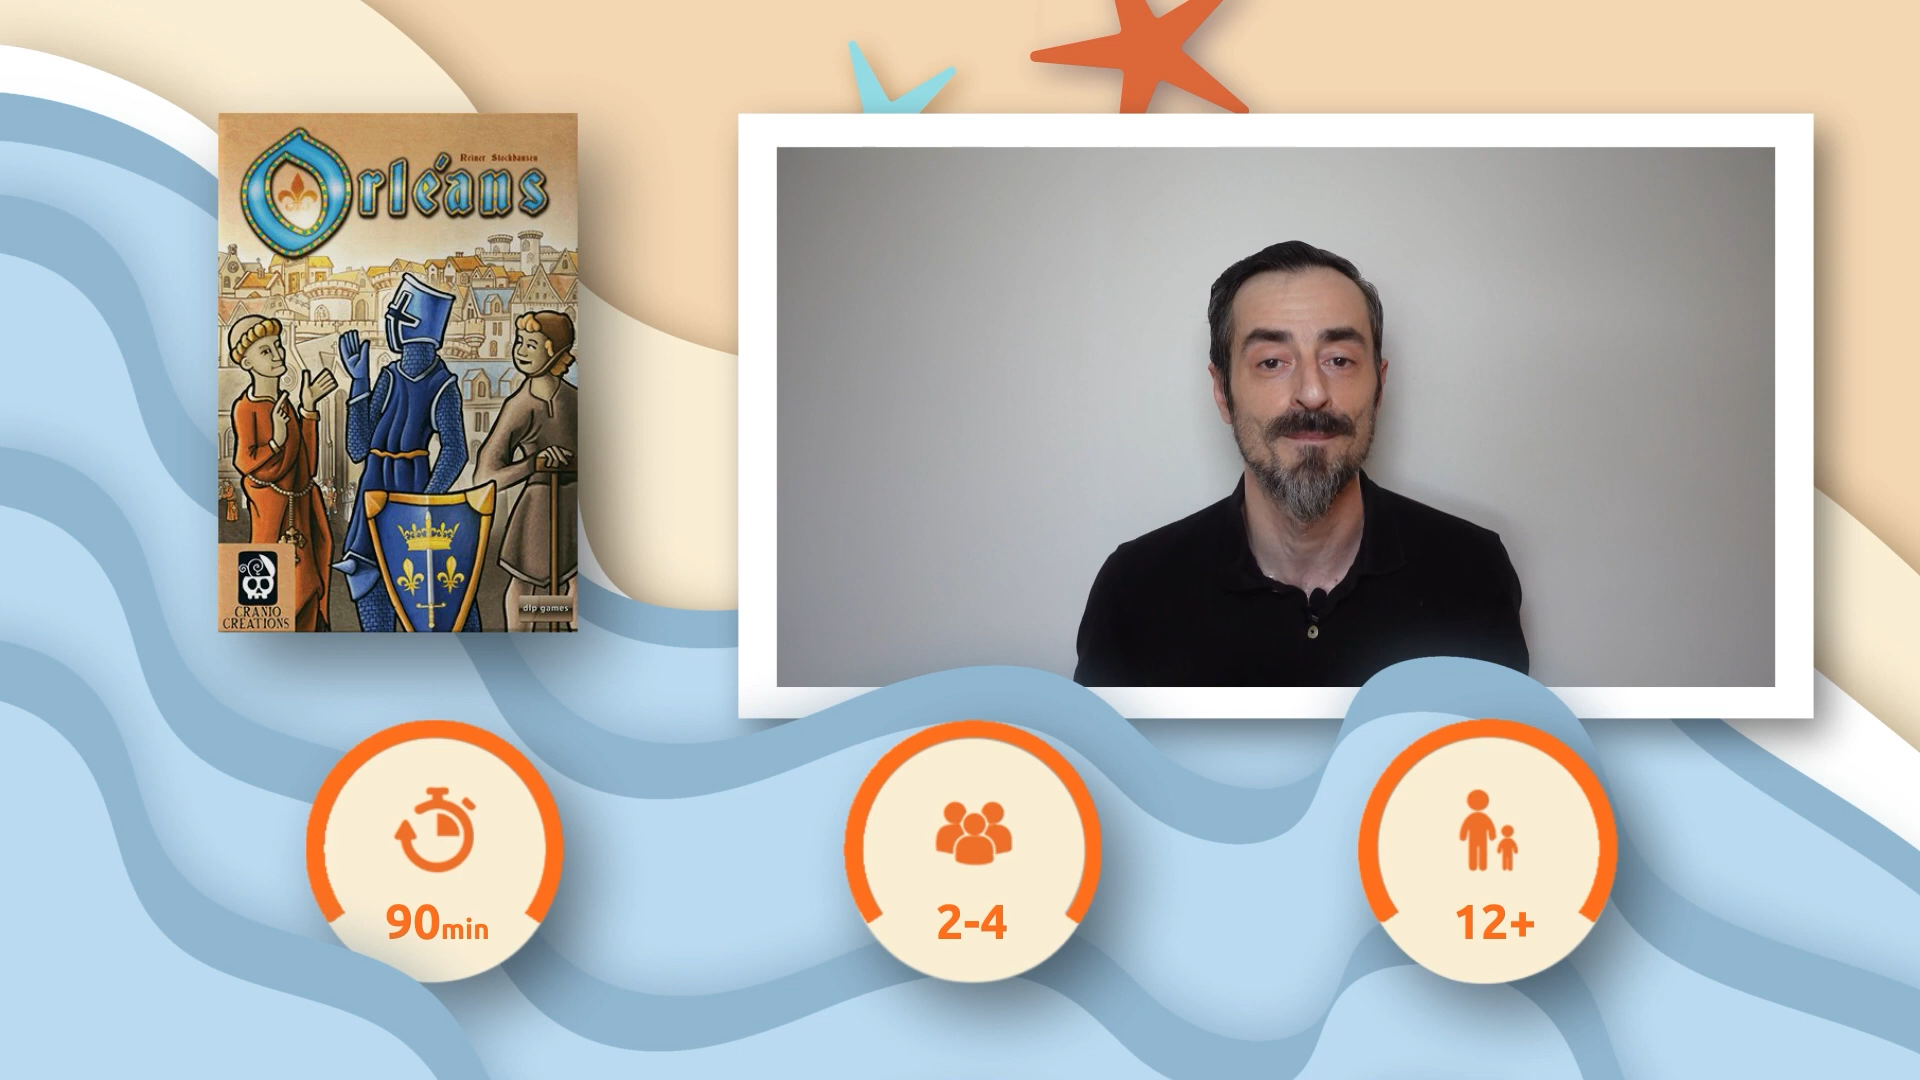 Reiner Stockhausen
Orléans
CRANIO
CREATIONS
dlp games
90min
2-4
12+